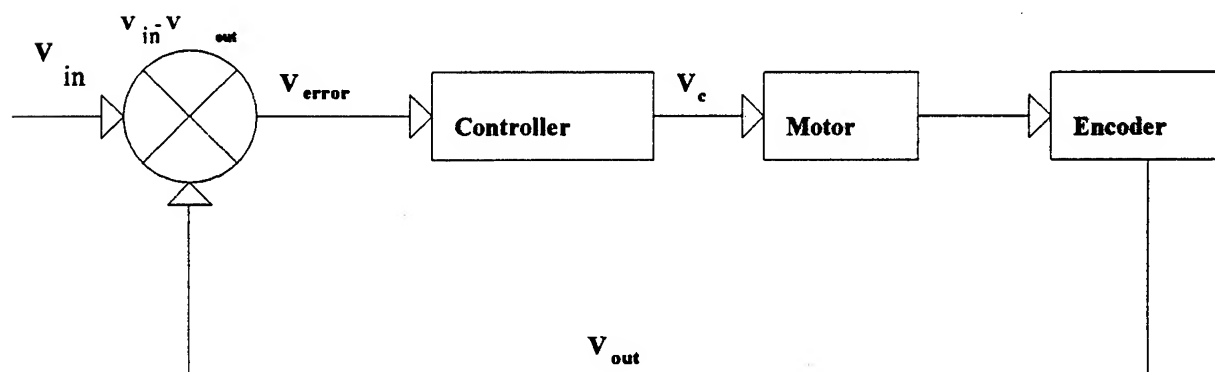 V in - V out
V in
V error
Controller
V c
Motor
Encoder
V out